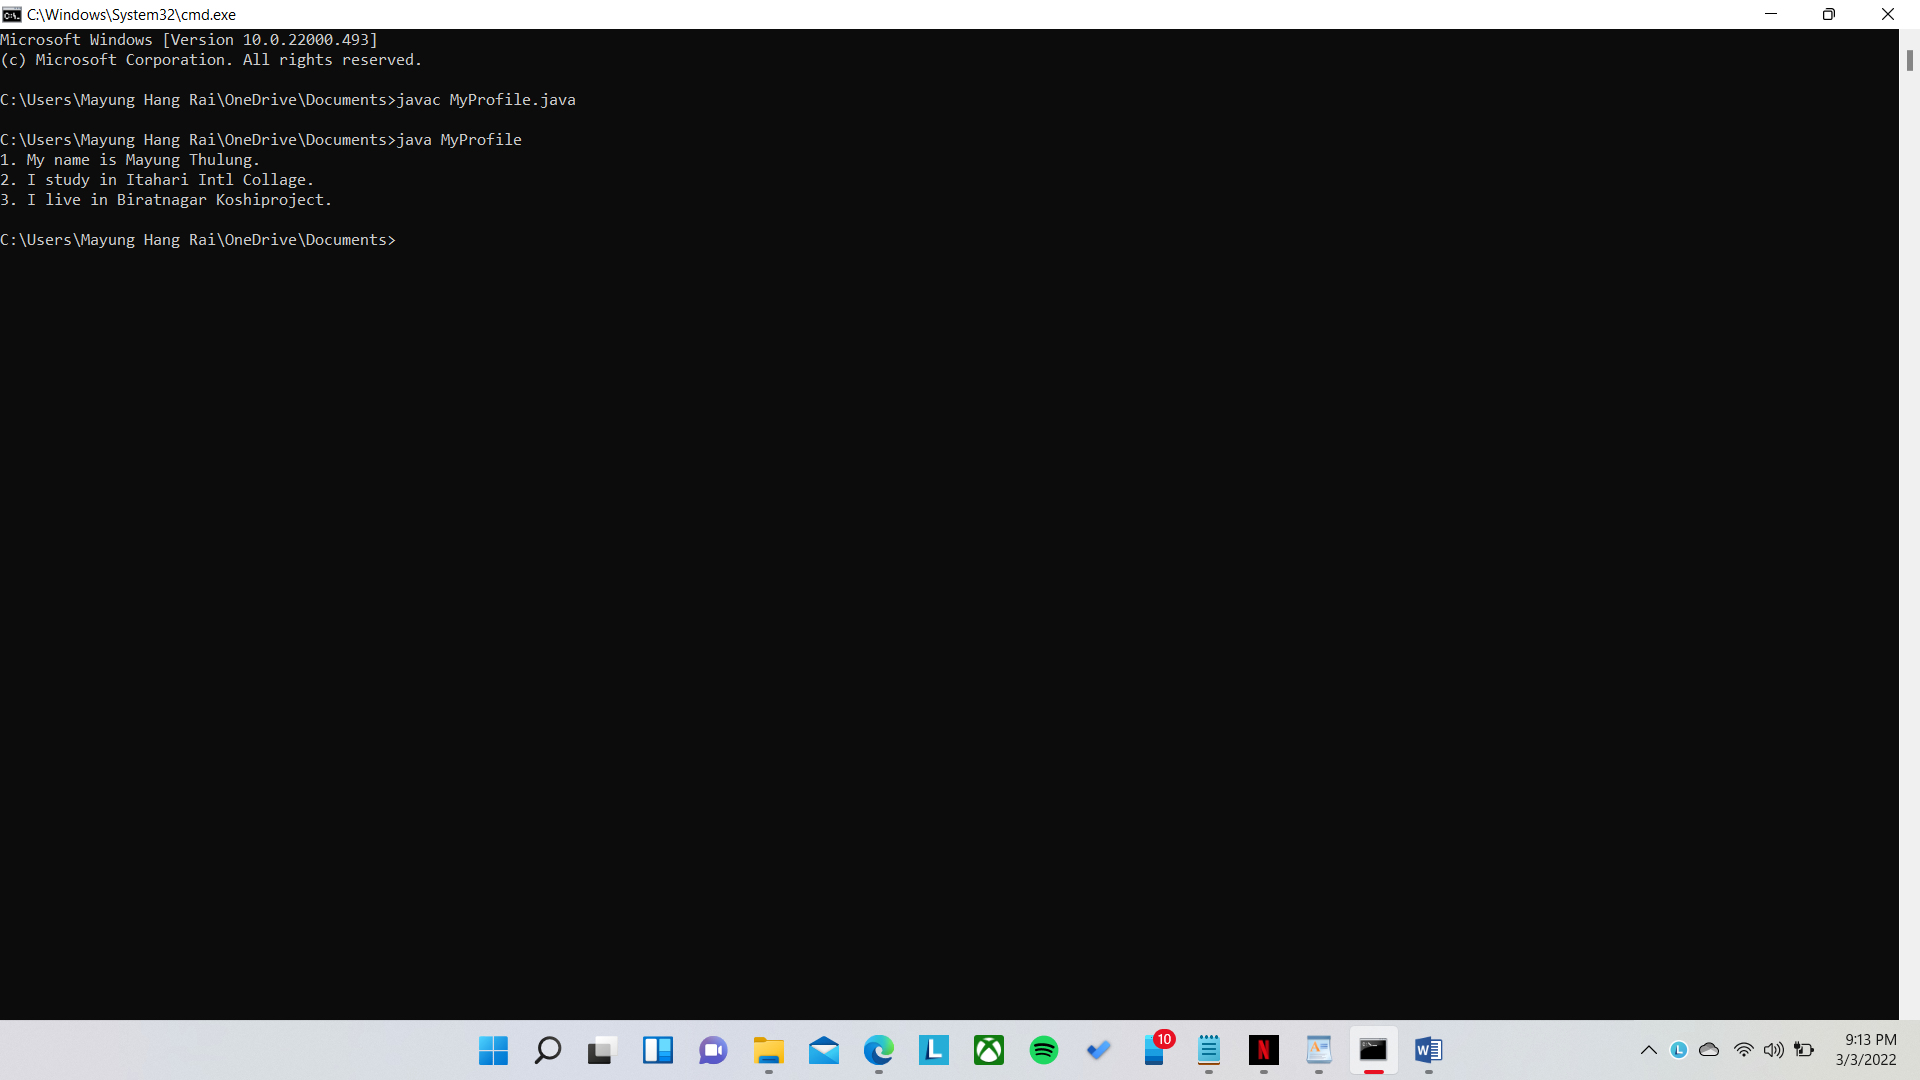 C:\Windows\System32\cmd.exe
Microsoft Windows [Version 10.0.22000.493]
(c) Microsoft Corporation. All rights reserved.
C:\Users\Mayung Hang Rai\OneDrive\Documents>javac MyProfile.java
C:\Users\Mayung Hang Rai\OneDrive\Documents>java MyProfile
1. My name is Mayung Thulung.
2. I study in Itahari Intl Collage.
3. I live in Biratnagar Koshiproject.
C:\Users\Mayung Hang Rai\OneDrive\Documents>
10
9:13 PM
3/3/2022